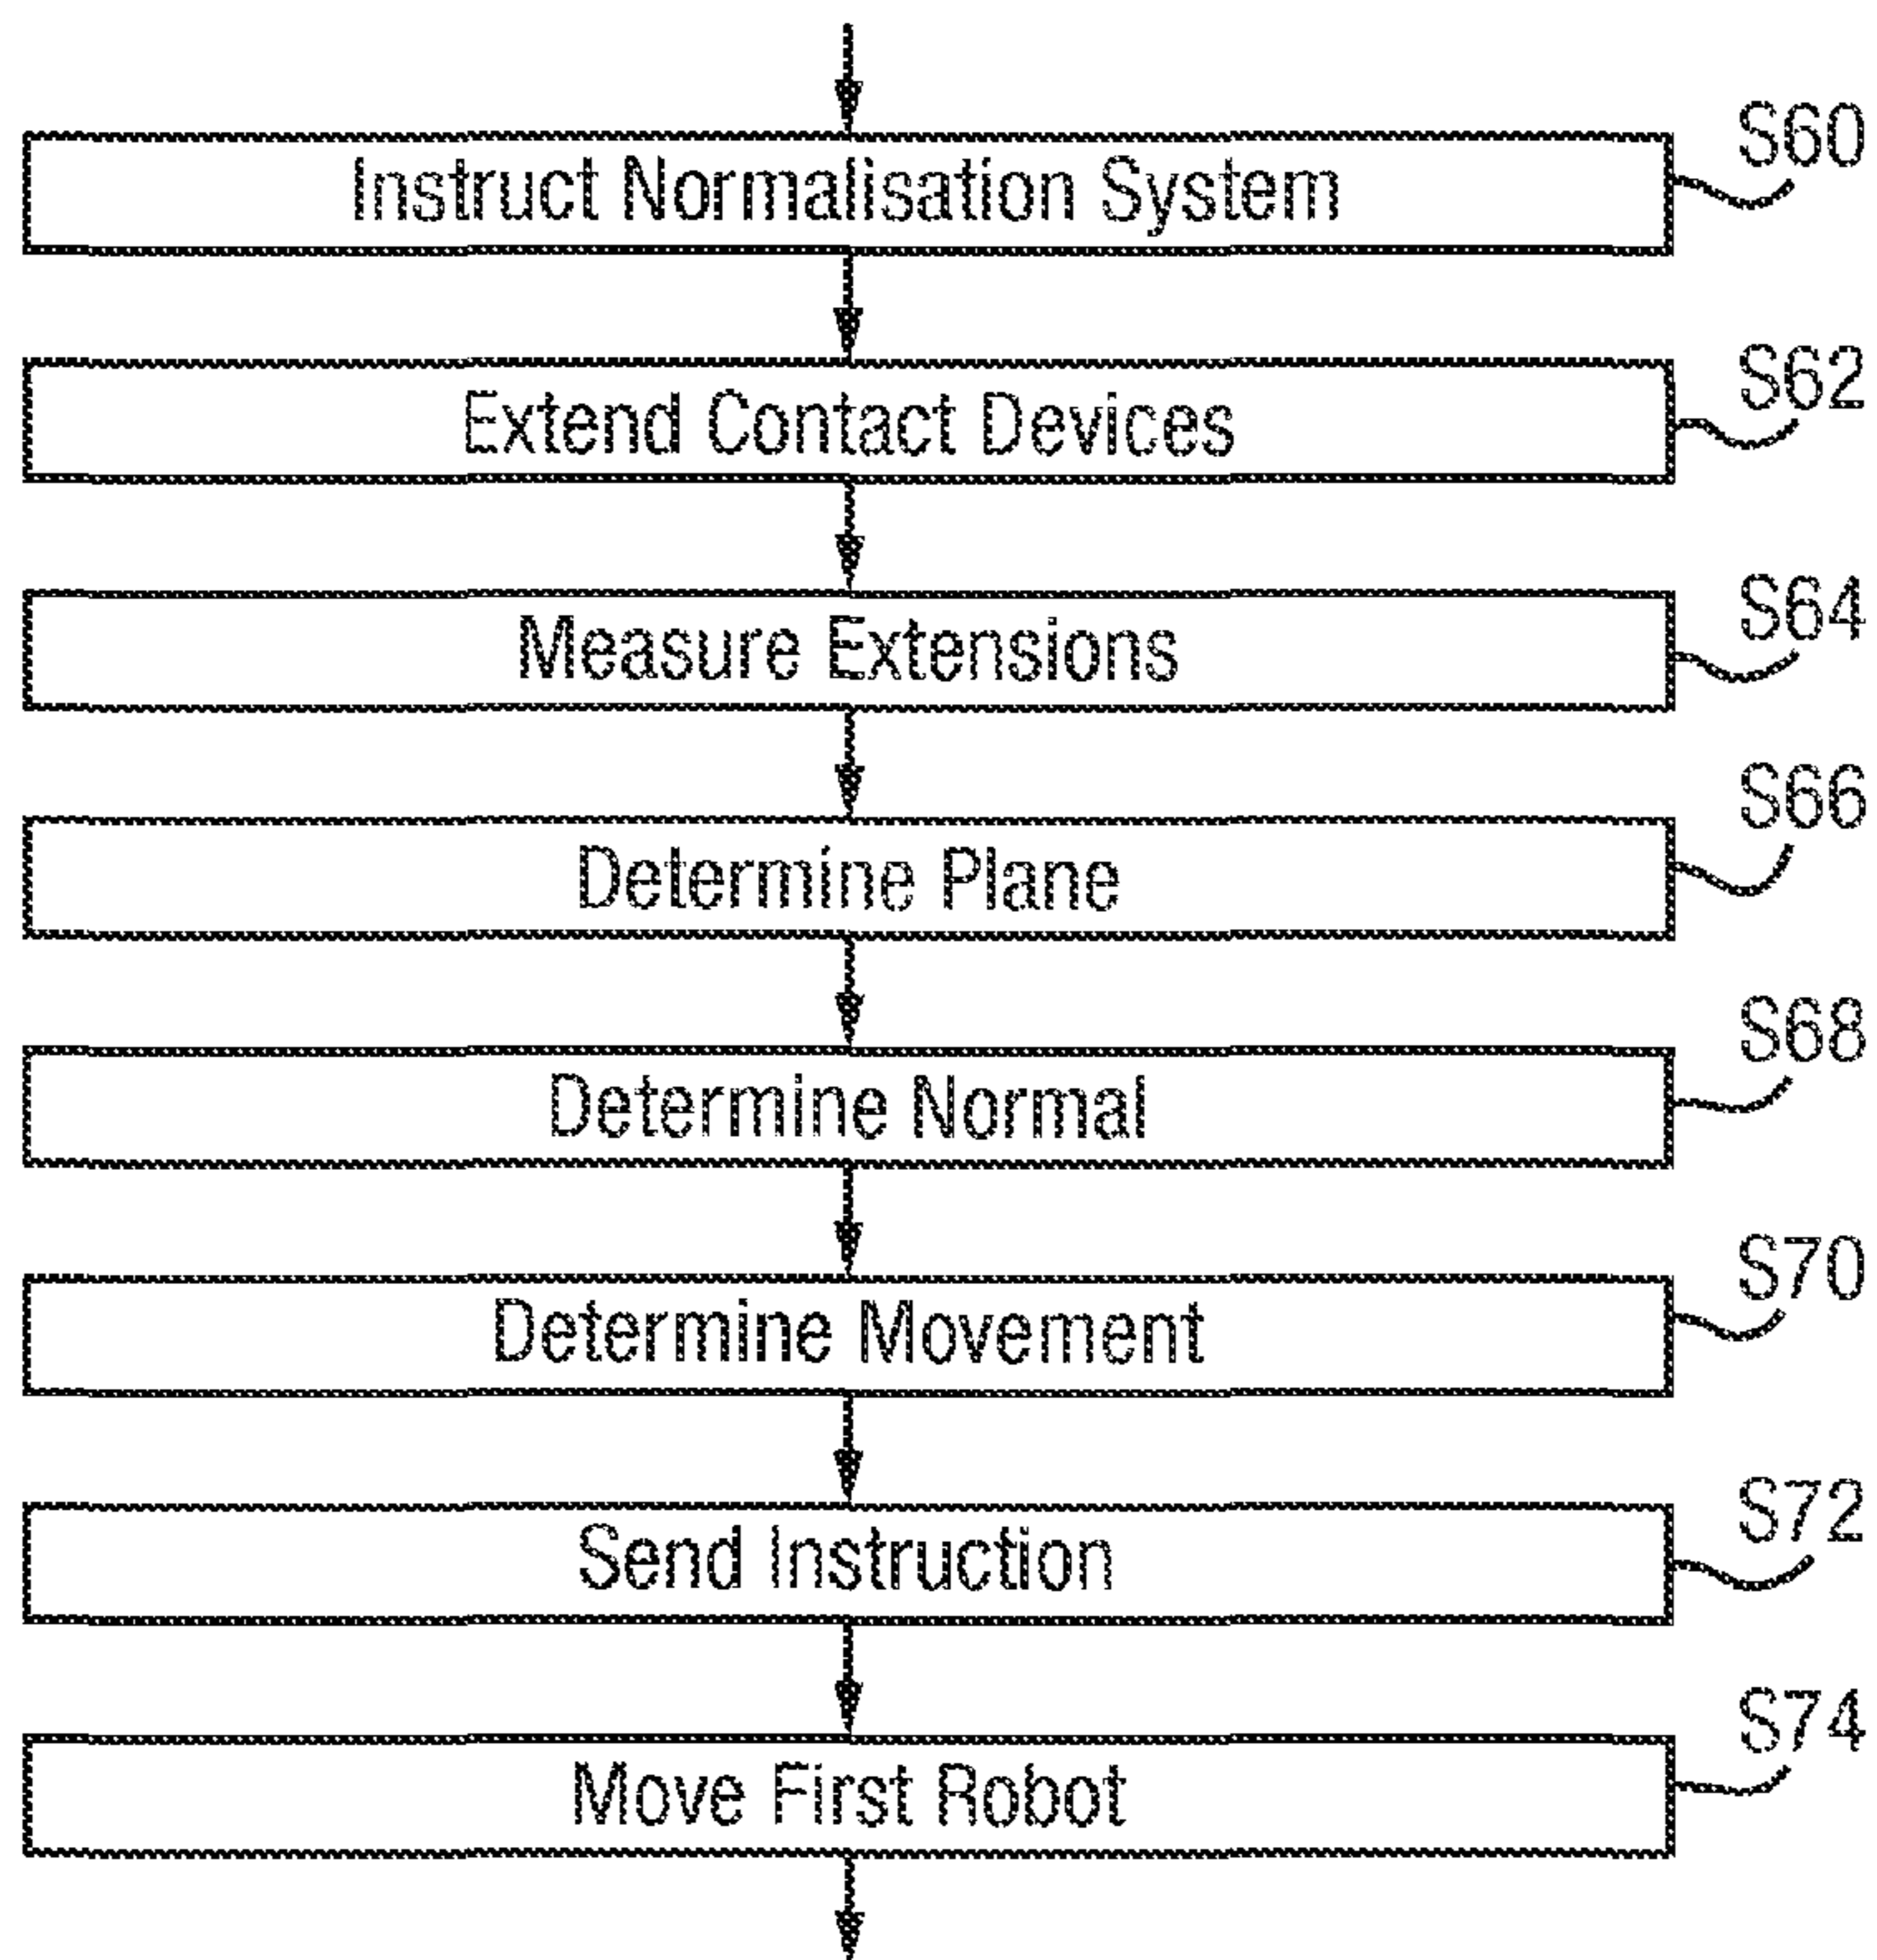 Instruct Normalisation System S60
Extend Contact Devices S62
Measure Extensions S64
Determine Plane S66
Determine Normal S68
Determine Movement S70
Send Instruction S72
Move First Robot S74